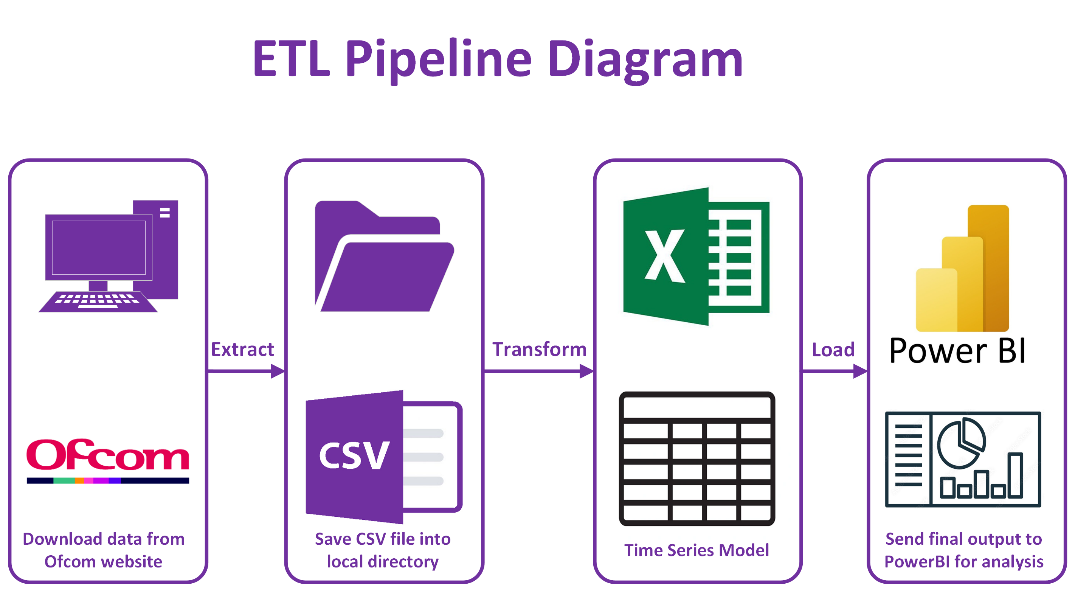 ETL Pipeline Diagram
Extract
Transform
Load
Ofcom
Download data from
Ofcom website
CSV
Save CSV file into
local directory
X
Time Series Model
Power BI
Send final output to
PowerBI for analysis